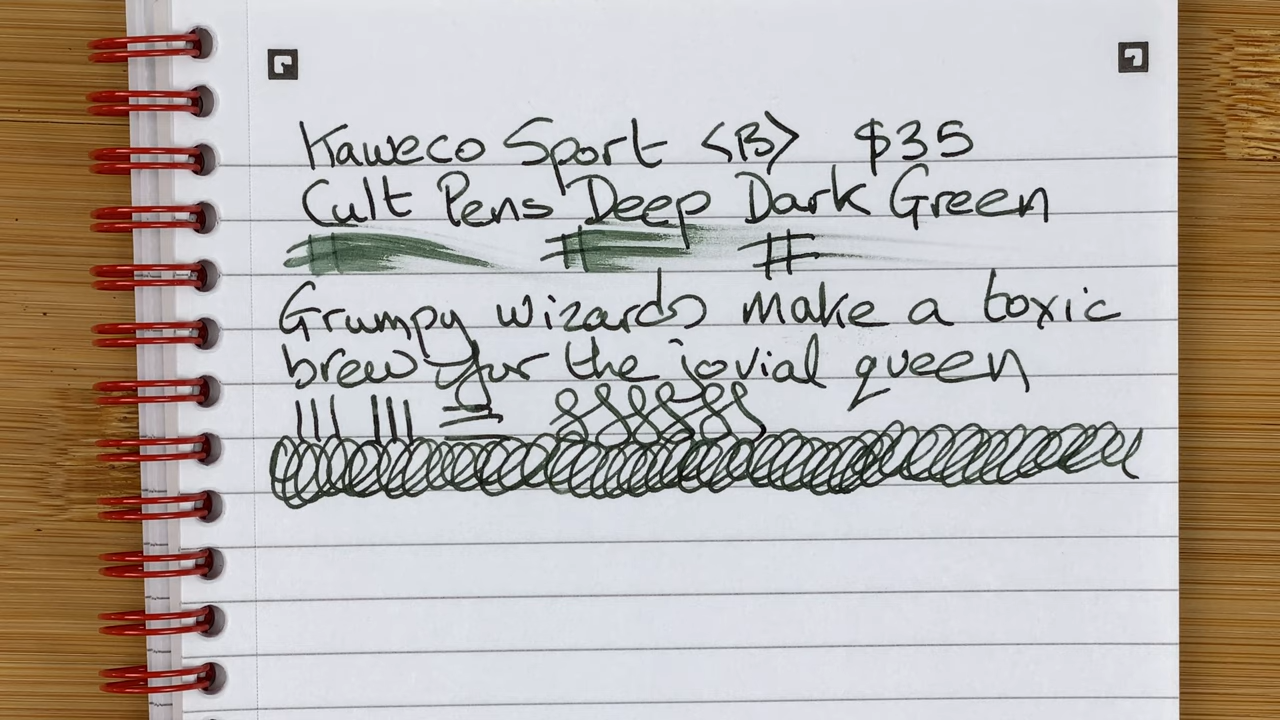 Kaweco Sport <B> $35
Cult Pens Deep Dark Green
Grumpy wizards make a toxic
brew for the jovial queen